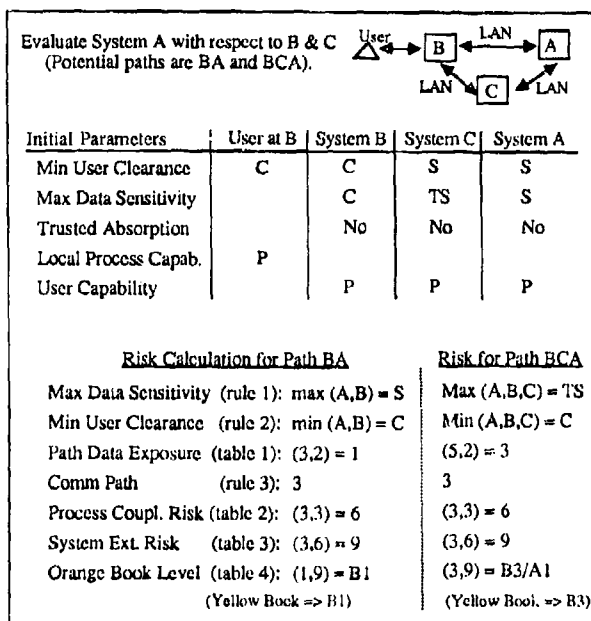 Evaluate System A with respect to B & C
(Potential paths are BA and BCA).
User B LAN A
LAN C LAN
Initial Parameters User at B System B System C System A
Min User Clearance C C S S
Max Data Sensitivity C TS S
Trusted Absorption No No No
Local Process Capab. P
User Capability P P P
Risk Calculation for Path BA Risk for Path BCA
Max Data Sensitivity (rule 1): max (A,B) = S Max (A,B,C) = TS
Min User Clearance (rule 2): min (A,B) = C Min (A,B,C) = C
Path Data Exposure (table 1): (3,2) = 1 (5,2) = 3
Comm Path (rule 3): 3 3
Process Coupl. Risk (table 2): (3,3) = 6 (3,3) = 6
System Ext. Risk (table 3): (3,6) = 9 (3,6) = 9
Orange Book Level (table 4): (1,9) = B1 (3,9) = B3/A1
(Yellow Book => B1) (Yellow Book => B3)